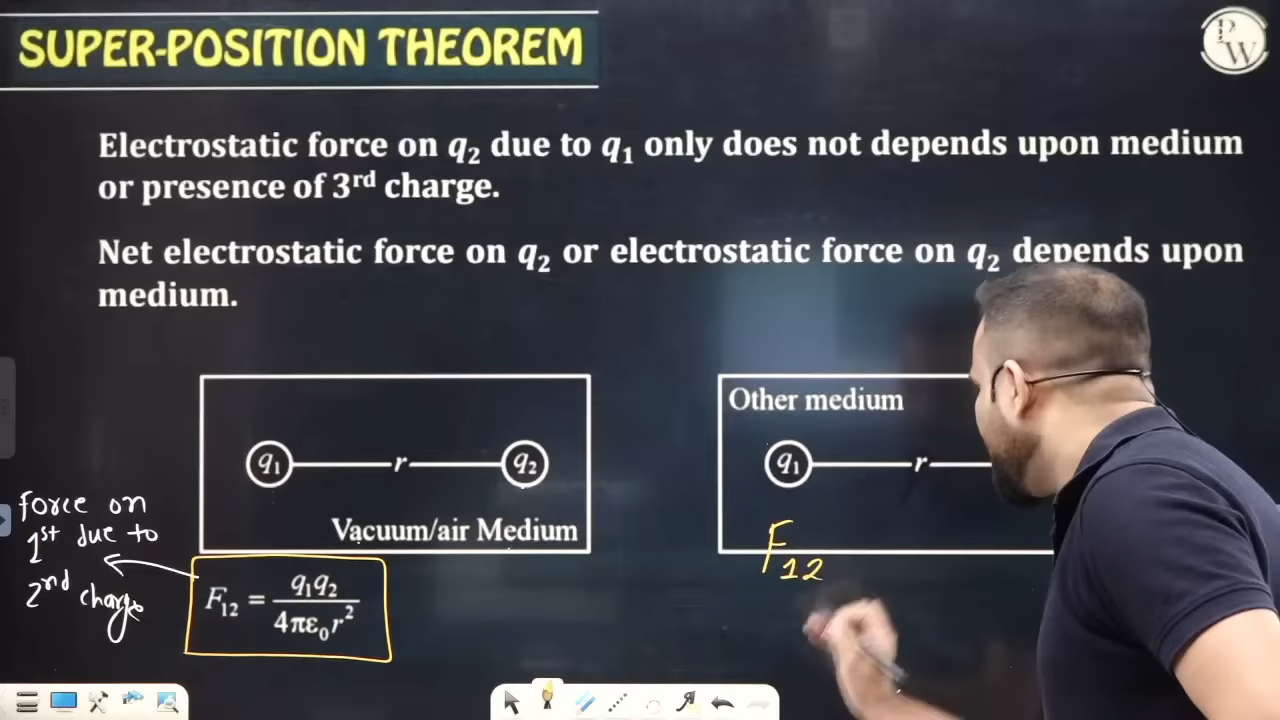 SUPER-POSITION THEOREM
PW
Electrostatic force on q₂ due to q₁ only does not depends upon medium
or presence of 3ʳᵈ charge.
Net electrostatic force on q₂ or electrostatic force on q₂ depends upon
medium.
q₁ r q₂
Vacuum/air Medium
Other medium
q₁ r
force on
1ˢᵗ due to
2ⁿᵈ charge
F₁₂ = q₁q₂ / 4πε₀r²
F₁₂